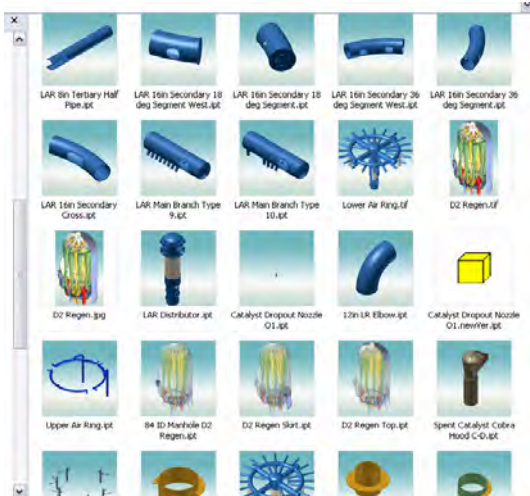 LAR 8in Tertiary Half
Pipe.ipt
LAR 16in Secondary 18
deg Segment West.ipt
LAR 16in Secondary 18
deg Segment.ipt
LAR 16in Secondary 36
deg Segment West.ipt
LAR 16in Secondary 36
deg Segment.ipt
LAR 16in Secondary
Cross.ipt
LAR Main Branch Type
9.ipt
LAR Main Branch Type
10.ipt
Lower Air Ring.tif
D2 Regen.tif
D2 Regen.jpg
LAR Distributor.ipt
Catalyst Dropout Nozzle
O1.ipt
12in LR Elbow.ipt
Catalyst Dropout Nozzle
O1.newVer.ipt
Upper Air Ring.ipt
84 ID Manhole D2
Regen.ipt
D2 Regen Skirt.ipt
D2 Regen Top.ipt
Spent Catalyst Cobra
Hood C-D.ipt